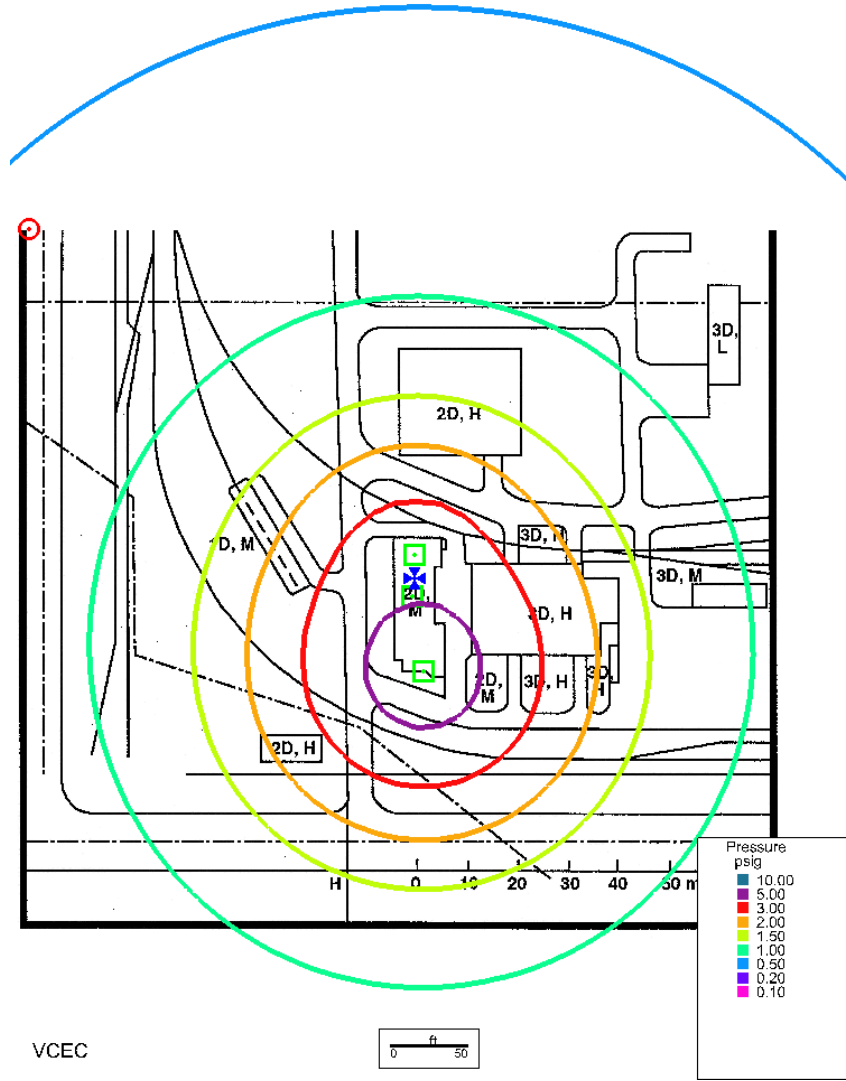 3D,
L
2D, H
3D, H
D, M
3D, M
2D,
M
3D, H
2D,
M
3D, H
3D,
H
2D, H
H 0 10 20 30 40 50 m
Pressure
psig
10.00
5.00
3.00
2.00
1.50
1.00
0.50
0.20
0.10
VCEC
ft
0 50